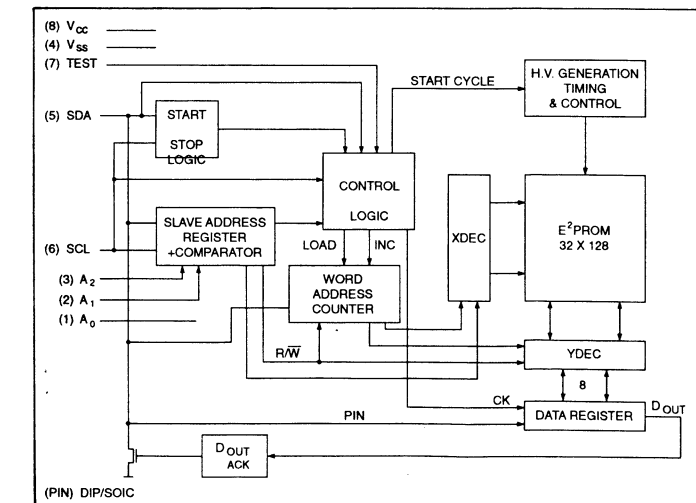 (8) VCC
(4) VSS
(7) TEST
(5) SDA
START
STOP
LOGIC
START CYCLE
H.V. GENERATION
TIMING
& CONTROL
CONTROL
LOGIC
SLAVE ADDRESS
REGISTER
+COMPARATOR
(6) SCL
(3) A2
(2) A1
(1) A0
LOAD
INC
WORD
ADDRESS
COUNTER
XDEC
E²PROM
32 X 128
R/W̅
YDEC
8
CK
PIN
DATA REGISTER
DOUT
DOUT
ACK
(PIN) DIP/SOIC